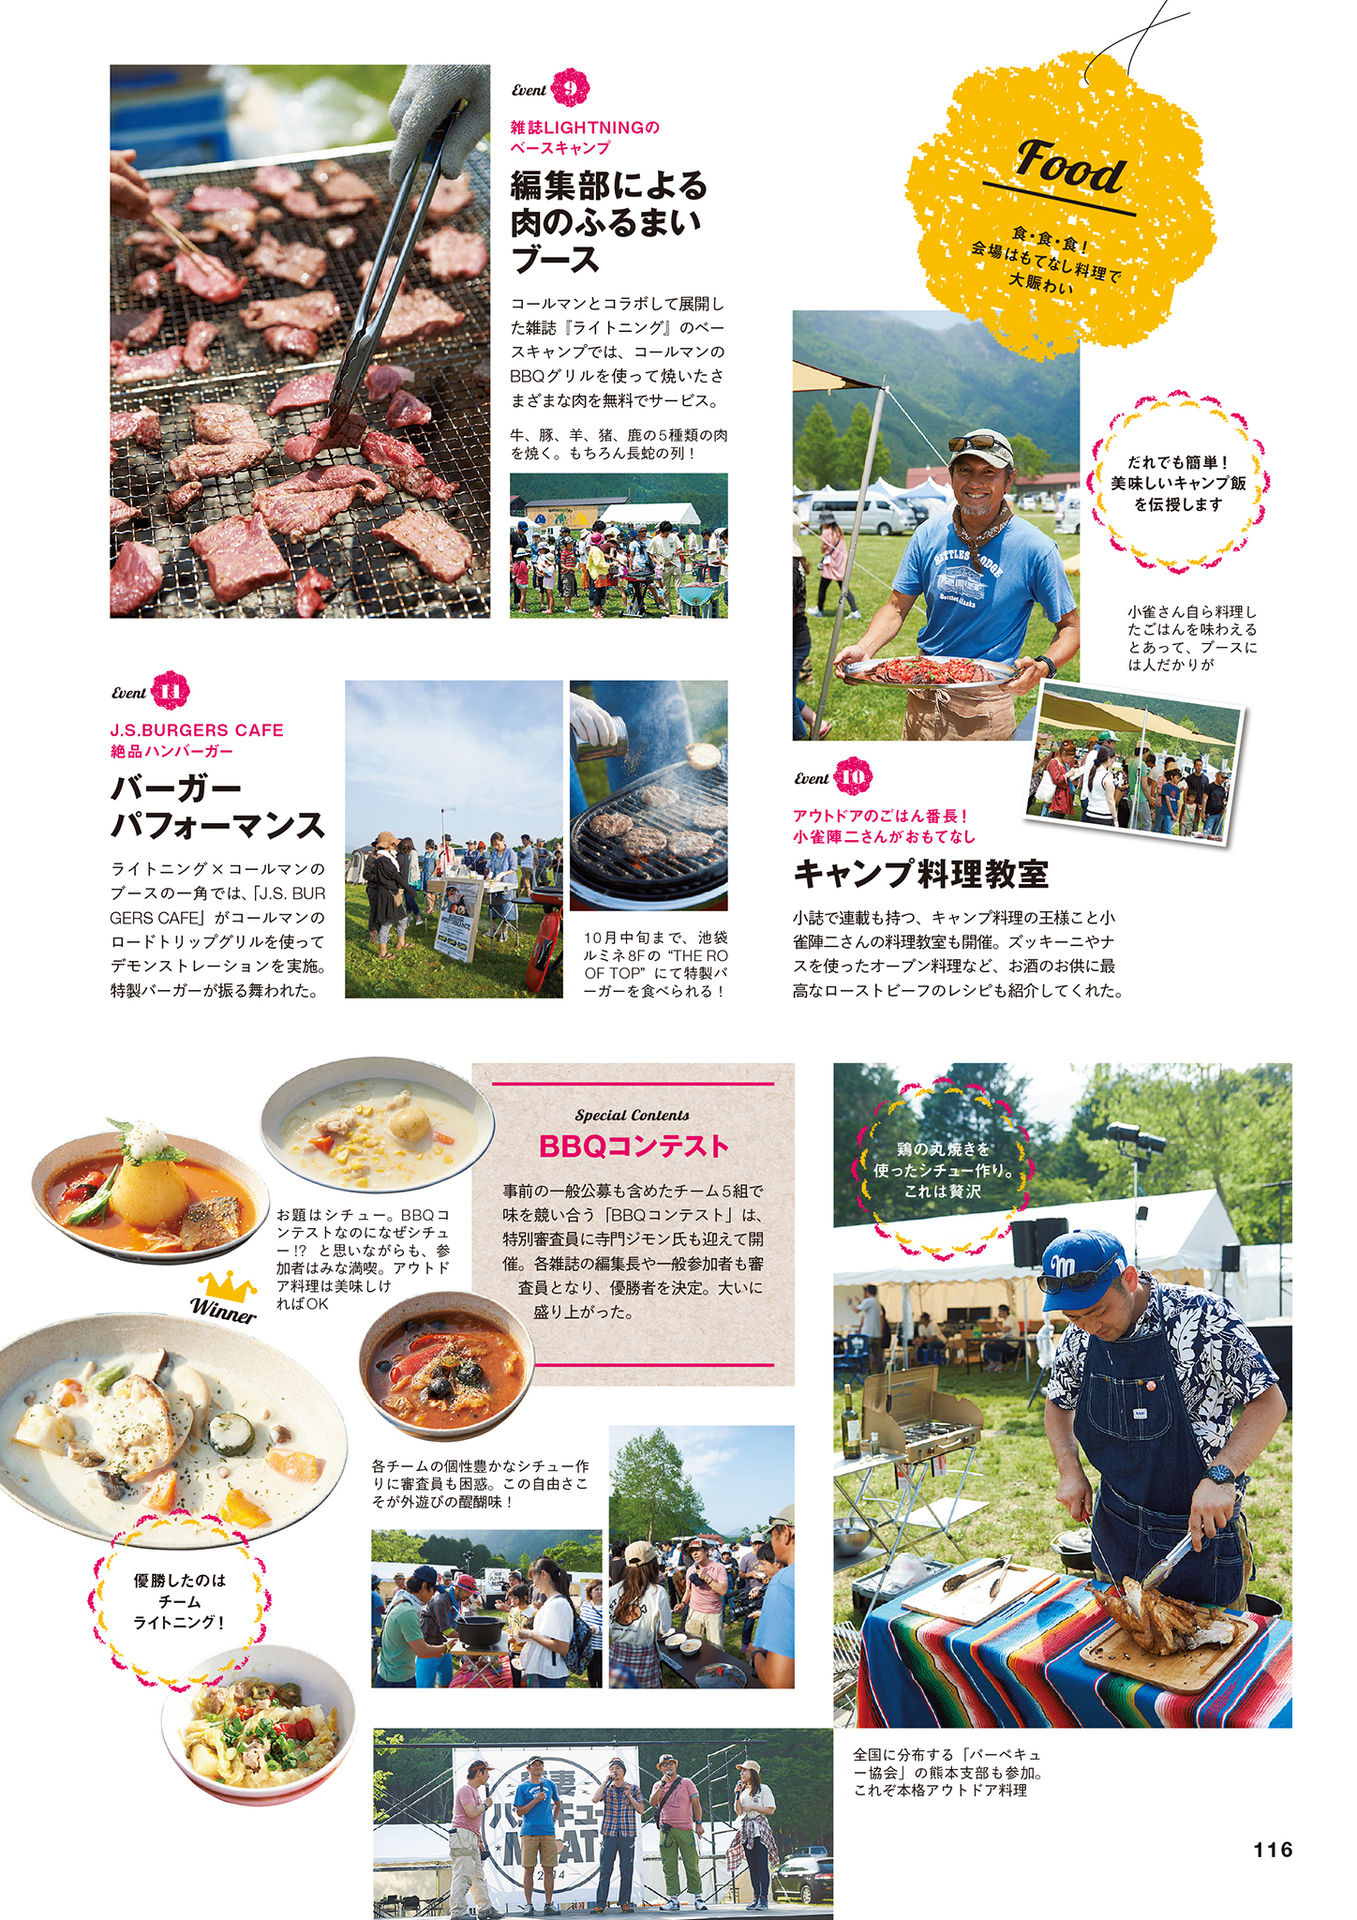 Food
食・食・食！
会場はもてなし料理で
大賑わい
Event 9
雑誌LIGHTNINGの
ベースキャンプ
編集部による
肉のふるまい
ブース
コールマンとコラボして展開し
た雑誌『ライトニング』のベー
スキャンプでは、コールマンの
BBQグリルを使って焼いたさ
まざまな肉を無料でサービス。
牛、豚、羊、猪、鹿の5種類の肉
を焼く。もちろん長蛇の列！
だれでも簡単！
美味しいキャンプ飯
を伝授します
小雀さん自ら料理し
たごはんを味わえる
とあって、ブースに
は人だかりが
Event 10
アウトドアのごはん番長！
小雀陣二さんがおもてなし
キャンプ料理教室
小誌で連載も持つ、キャンプ料理の王様こと小
雀陣二さんの料理教室も開催。ズッキーニやナ
スを使ったオーブン料理など、お酒のお供に最
高なローストビーフのレシピも紹介してくれた。
Event 11
J.S.BURGERS CAFE
絶品ハンバーガー
バーガー
パフォーマンス
ライトニング×コールマンの
ブースの一角では、「J.S. BUR
GERS CAFE」がコールマンの
ロードトリップグリルを使って
デモンストレーションを実施。
特製バーガーが振る舞われた。
10月中旬まで、池袋
ルミネ8Fの“THE RO
OF TOP”にて特製バ
ーガーを食べられる！
Special Contents
BBQコンテスト
事前の一般公募も含めたチーム5組で
味を競い合う「BBQコンテスト」は、
特別審査員に寺門ジモン氏も迎えて開
催。各雑誌の編集長や一般参加者も審
査員となり、優勝者を決定。大いに
盛り上がった。
お題はシチュー。BBQコ
ンテストなのになぜシチュ
ー!? と思いながらも、参
加者はみな満喫。アウトド
ア料理は美味しけ
ればOK
Winner
各チームの個性豊かなシチュー作
りに審査員も困惑。この自由さこ
そが外遊びの醍醐味！
優勝したのは
チーム
ライトニング！
鶏の丸焼きを
使ったシチュー作り。
これは贅沢
M
全国に分布する「バーベキュ
ー協会」の熊本支部も参加。
これぞ本格アウトドア料理
116